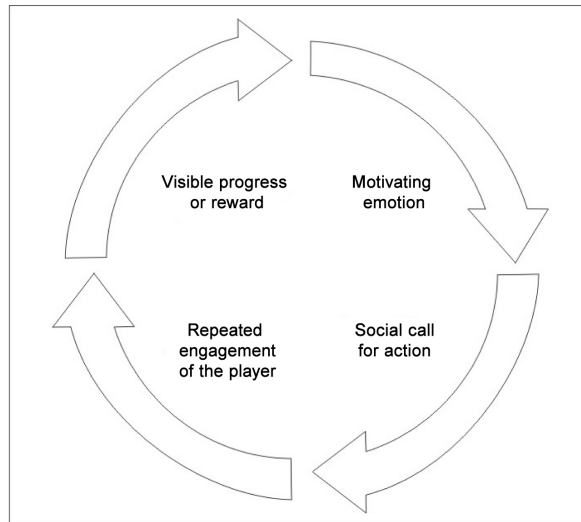 Visible progress
or reward
Motivating
emotion
Repeated
engagement
of the player
Social call
for action